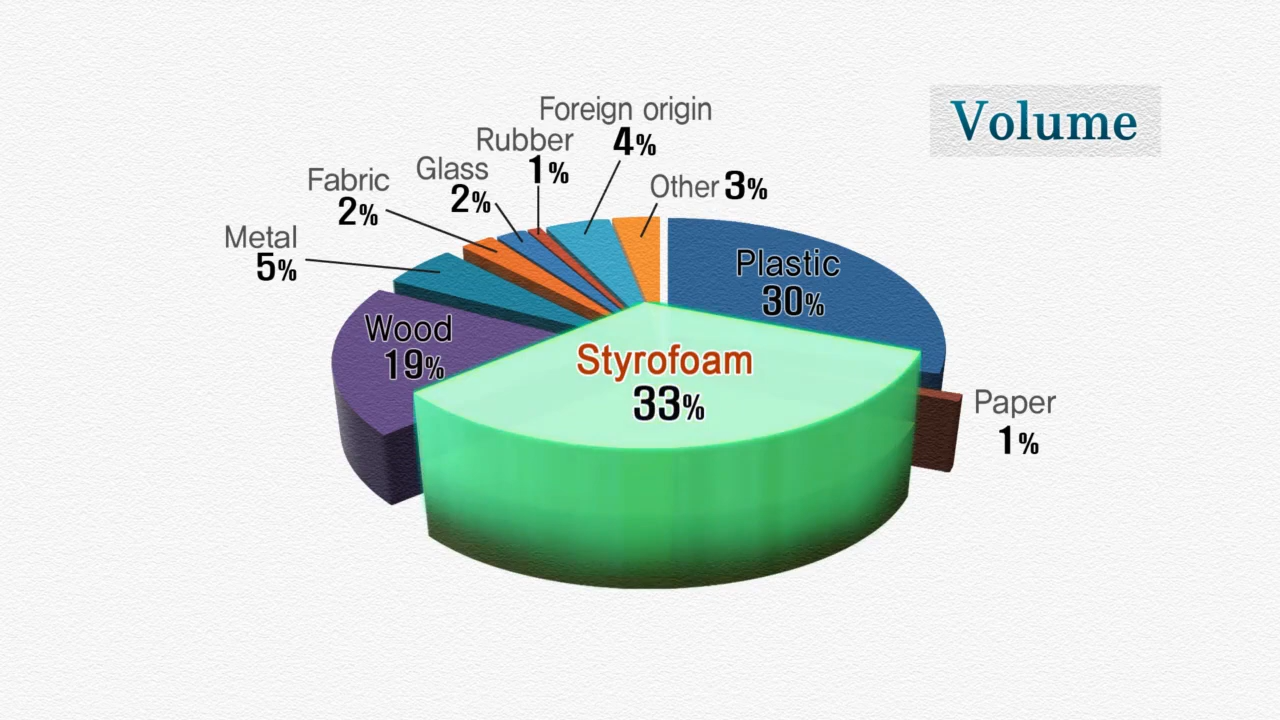 Volume
Foreign origin
4%
Rubber
1%
Glass
2%
Fabric
2%
Other 3%
Metal
5%
Plastic
30%
Wood
19%
Styrofoam
33%
Paper
1%